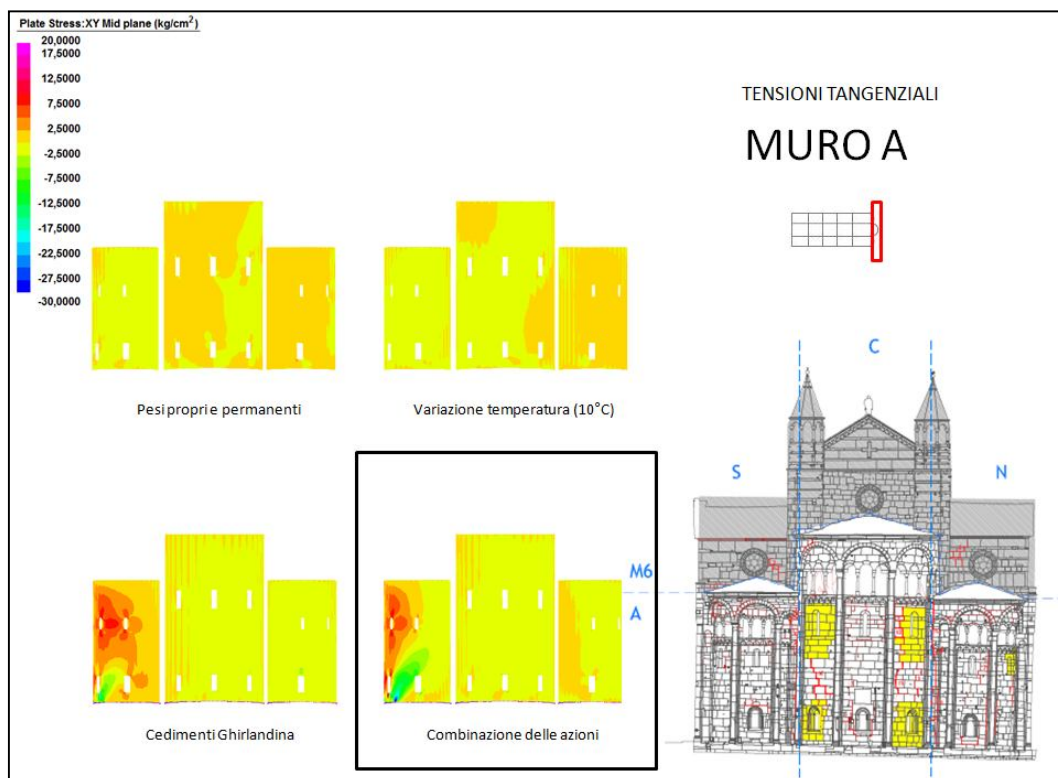 Plate Stress:XY Mid plane (kg/cm²)
20,0000
17,5000
12,5000
7,5000
2,5000
-2,5000
-7,5000
-12,5000
-17,5000
-22,5000
-27,5000
-30,0000
TENSIONI TANGENZIALI
MURO A
Pesi propri e permanenti
Variazione temperatura (10°C)
Cedimenti Ghirlandina
Combinazione delle azioni
C
S
N
M6
A